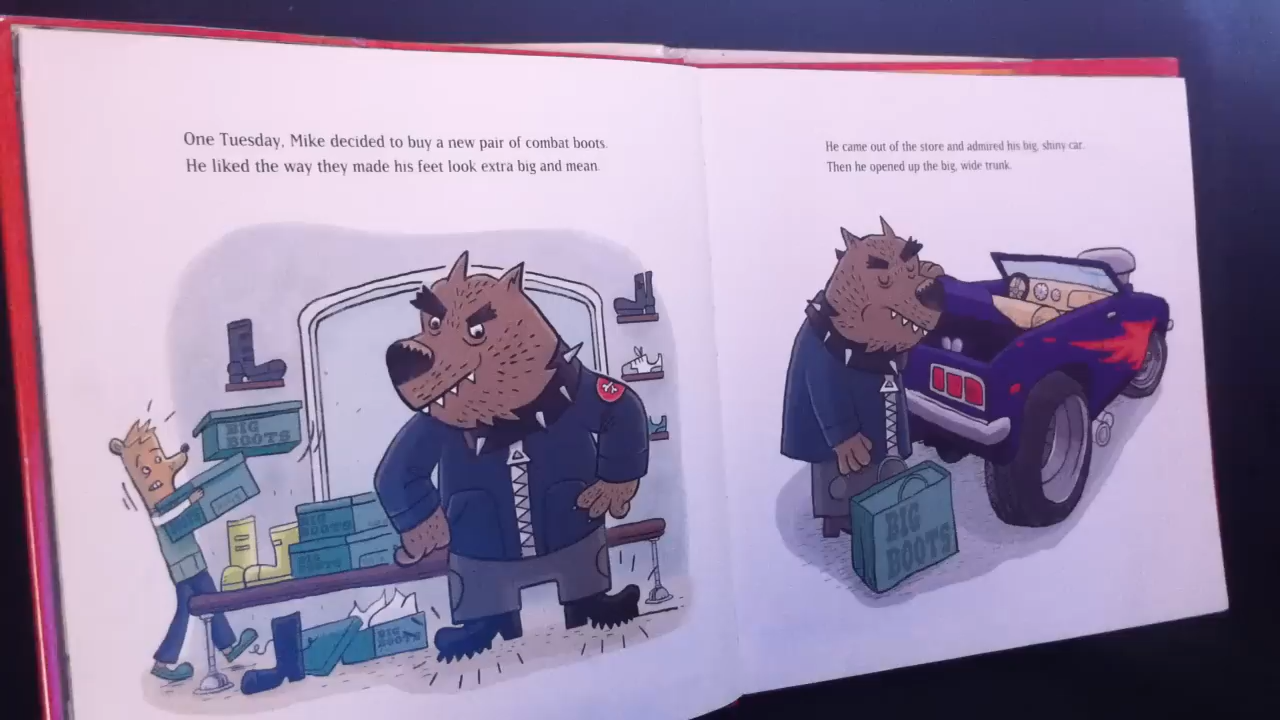 One Tuesday, Mike decided to buy a new pair of combat boots.
He liked the way they made his feet look extra big and mean.
BIG
BOOTS
BIG
BOOTS
BIG
BOOTS
BIG
BOOTS
He came out of the store and admired his big, shiny car.
Then he opened up the big, wide trunk.
BIG
BOOTS